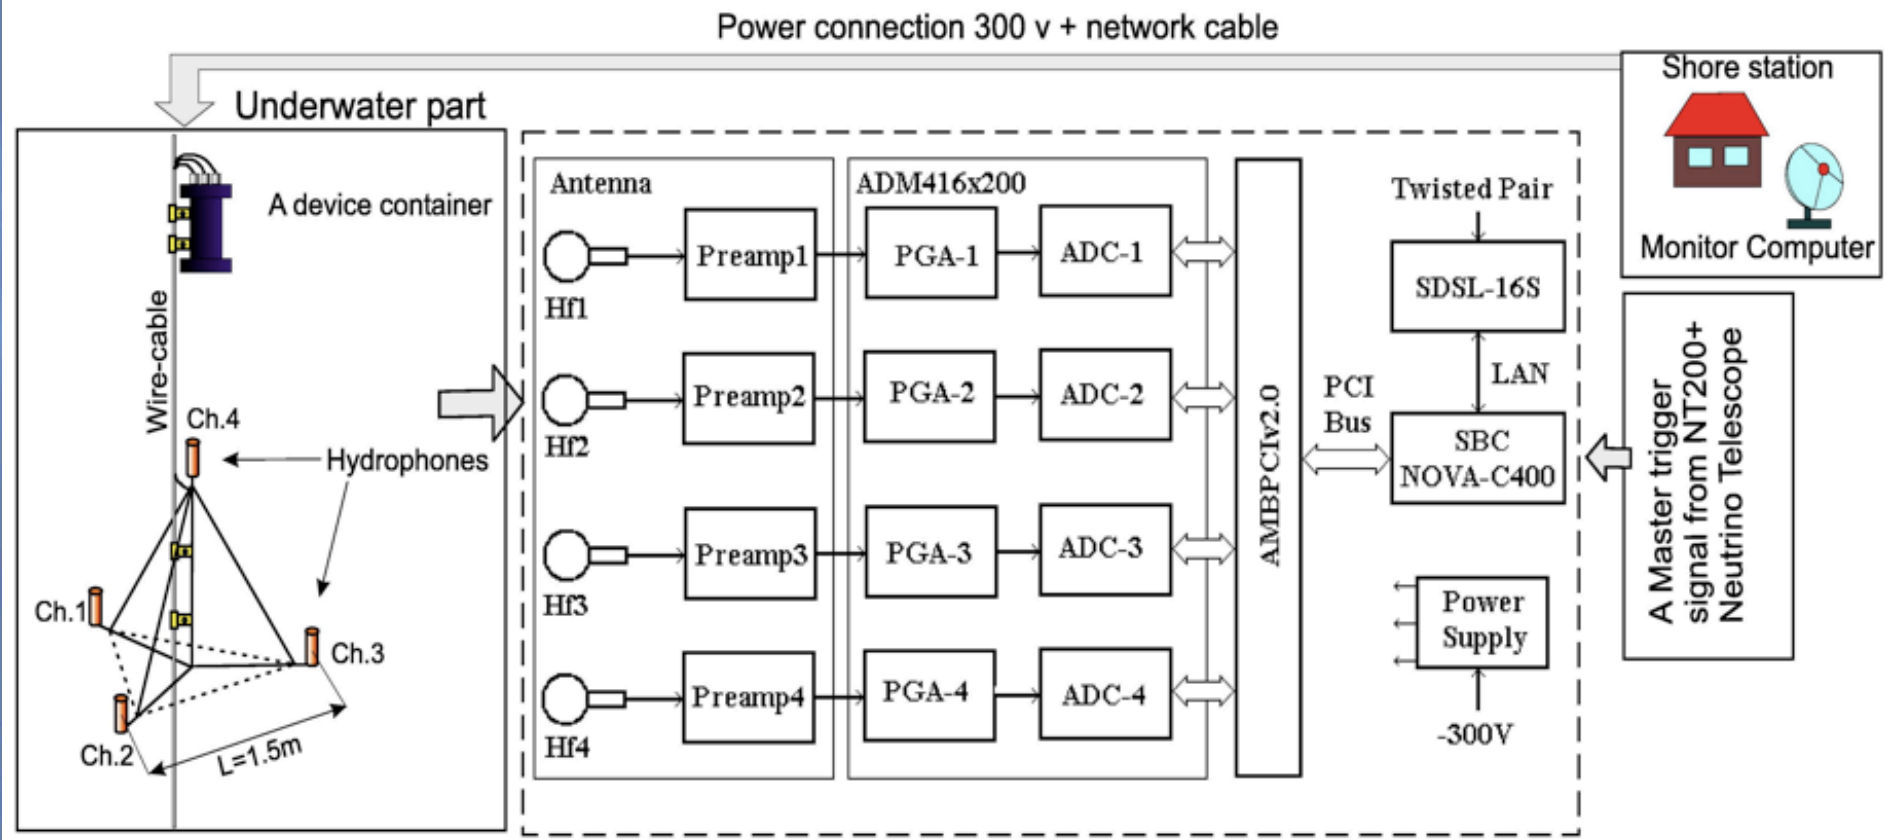 Power connection 300 v + network cable
Shore station
Monitor Computer
Underwater part
A device container
Wire-cable
Ch.4
Hydrophones
Ch.1
Ch.3
Ch.2
L=1.5m
Antenna
ADM416x200
Hf1
Preamp1
PGA-1
ADC-1
Hf2
Preamp2
PGA-2
ADC-2
Hf3
Preamp3
PGA-3
ADC-3
Hf4
Preamp4
PGA-4
ADC-4
AMBPCIv2.0
PCI
Bus
Twisted Pair
SDSL-16S
LAN
SBC
NOVA-C400
Power
Supply
-300V
A Master trigger
signal from NT200+
Neutrino Telescope